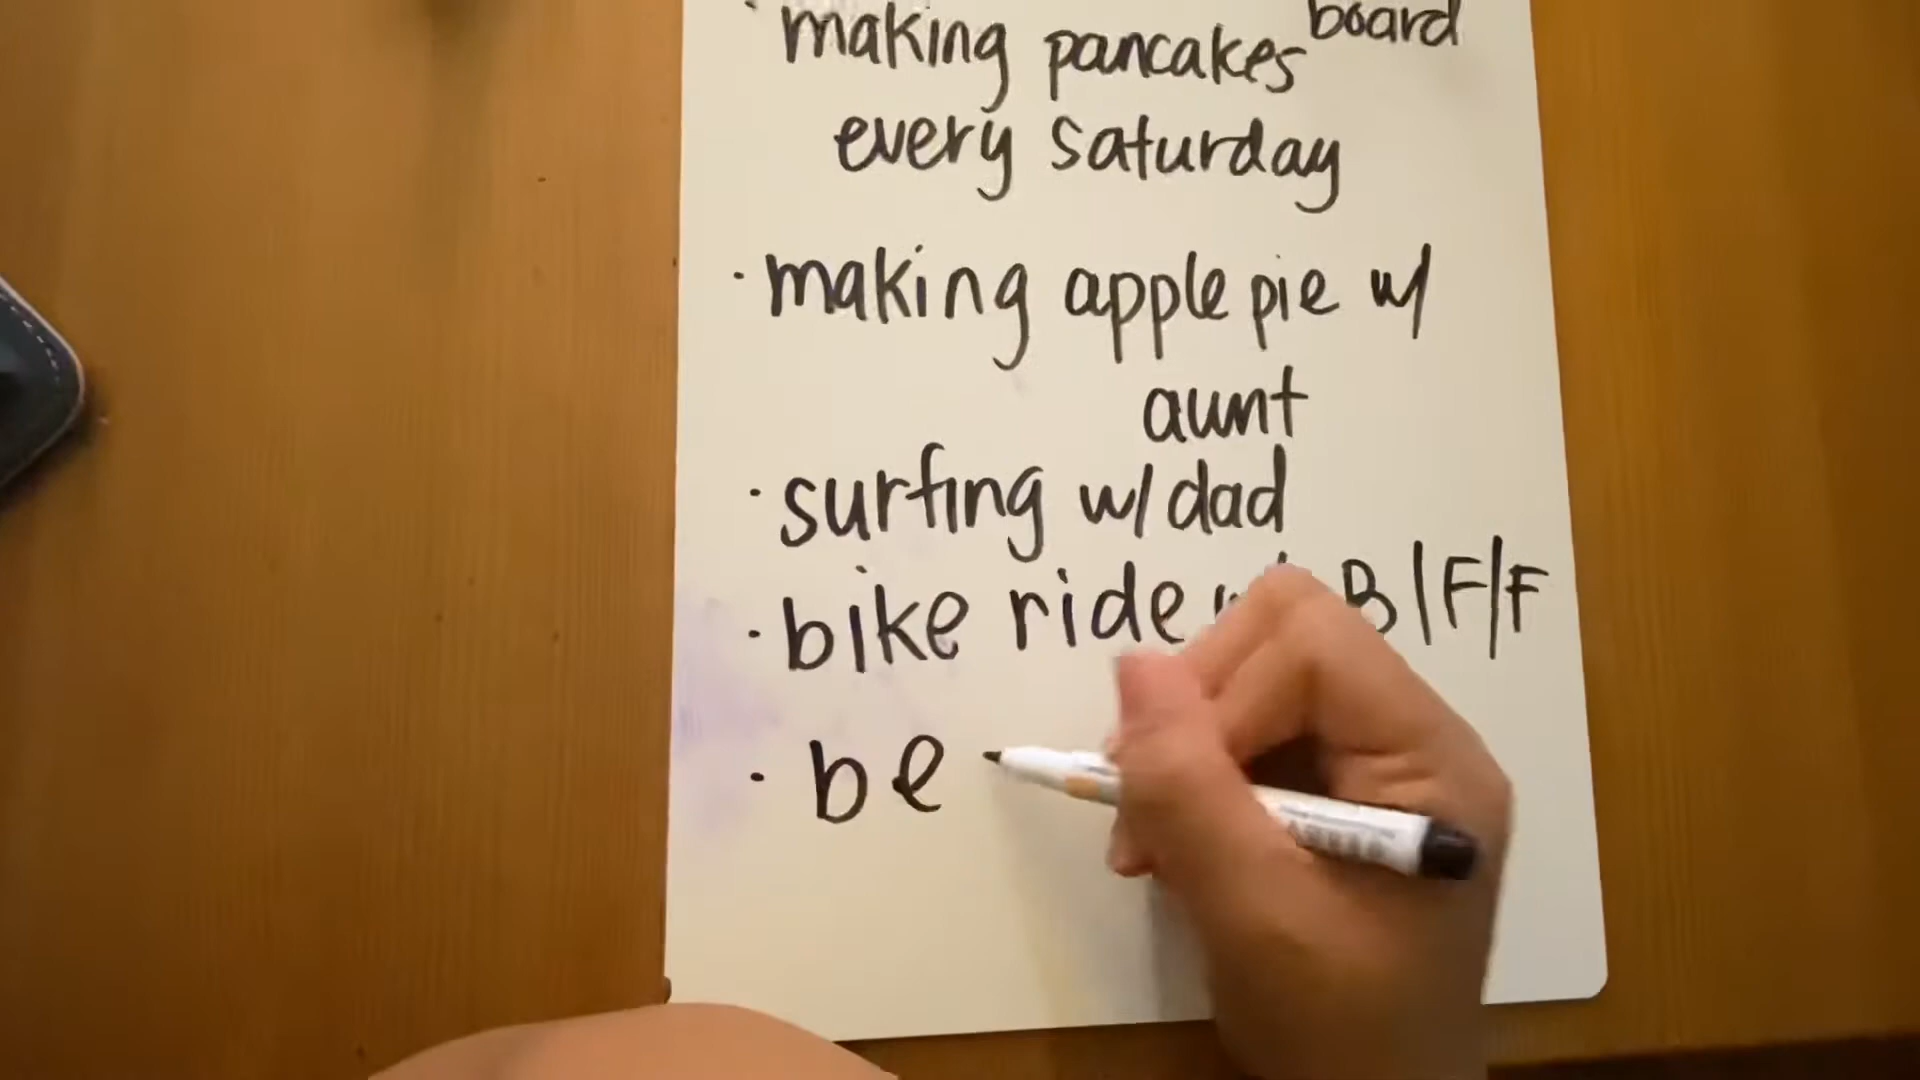 board
· making pancakes
every saturday
· making apple pie w/
aunt
· surfing w/ dad
· bike ride B/F/F
· be